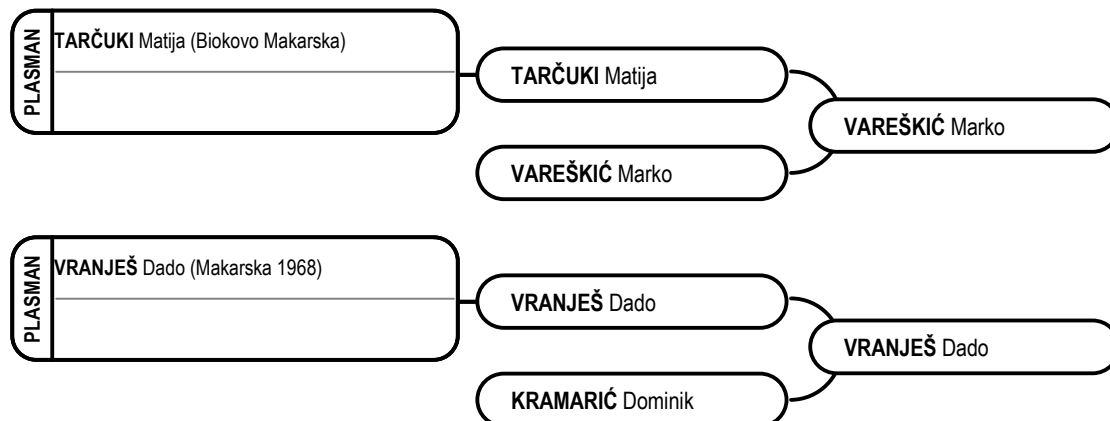 PLASMAN
TARČUKI Matija (Biokovo Makarska)
TARČUKI Matija
VAREŠKIĆ Marko
VAREŠKIĆ Marko
PLASMAN
VRANJEŠ Dado (Makarska 1968)
VRANJEŠ Dado
VRANJEŠ Dado
KRAMARIĆ Dominik